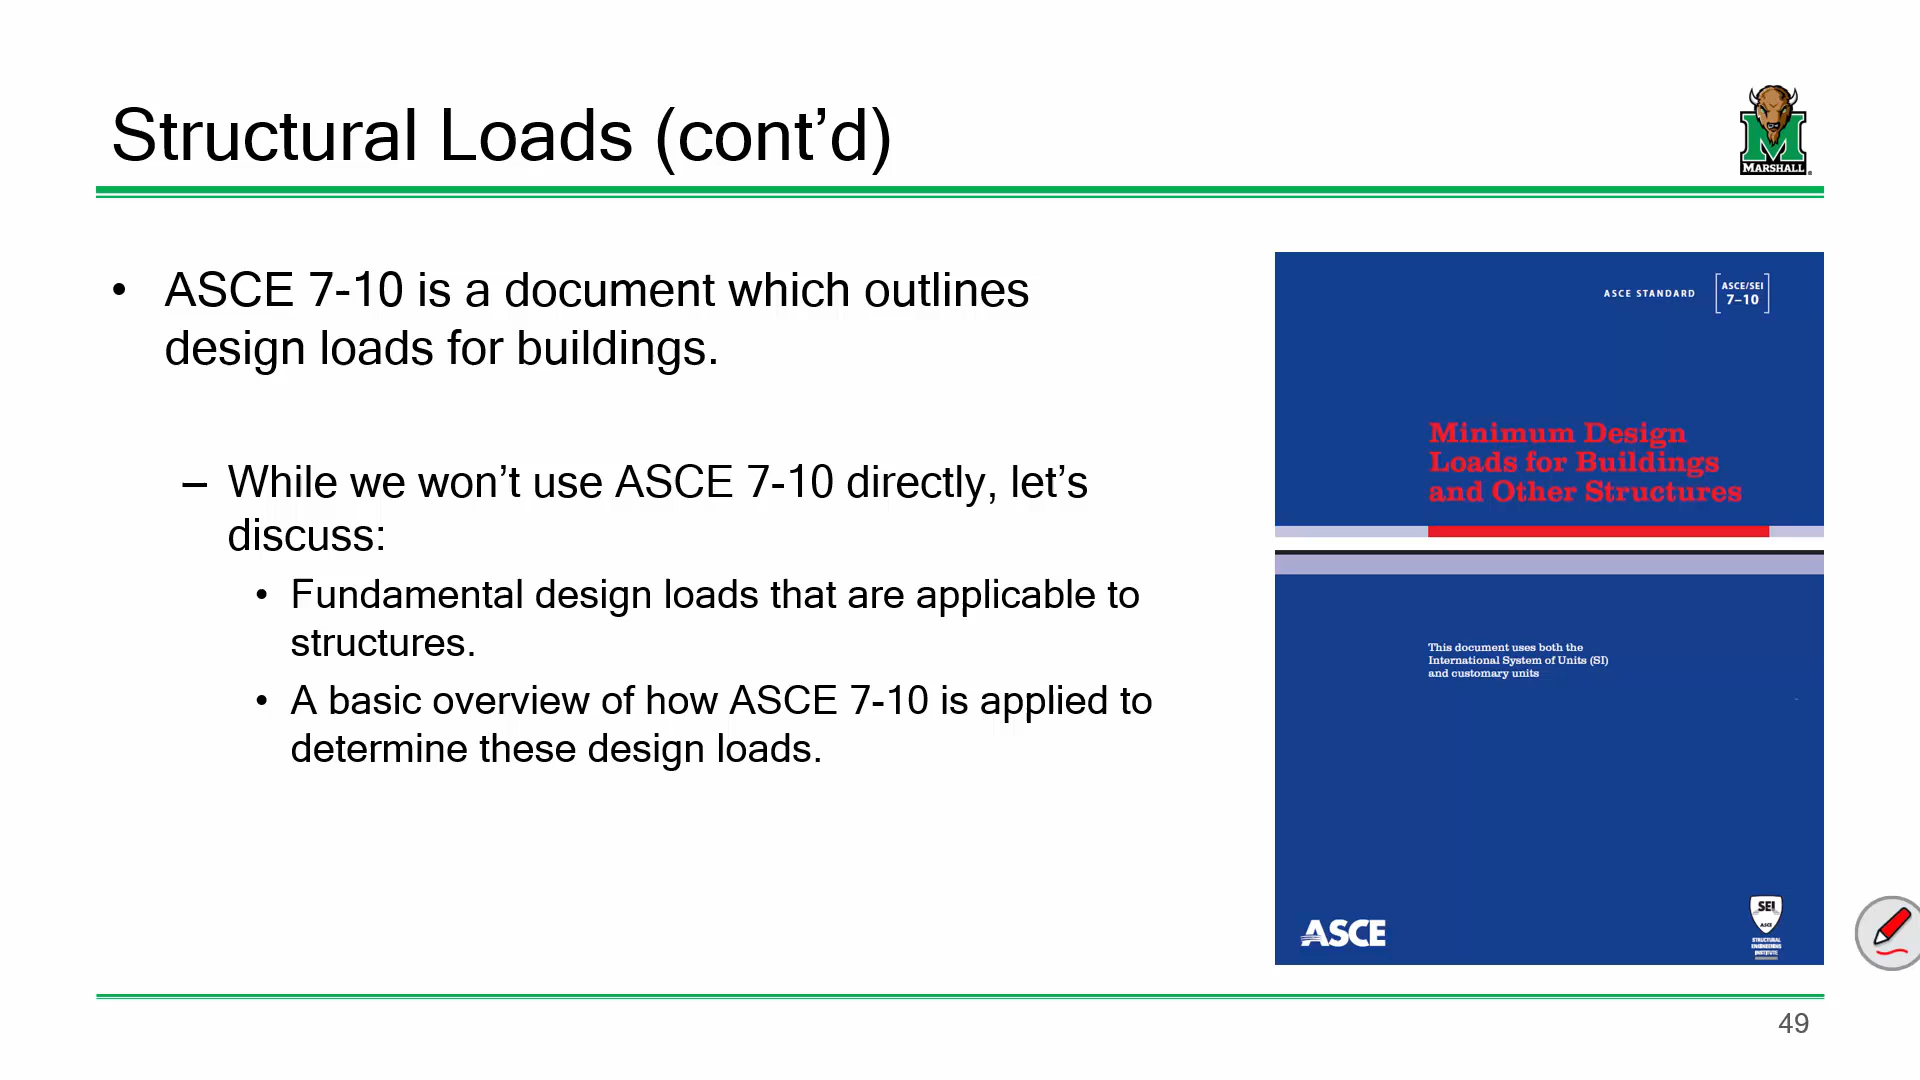 Structural Loads (cont’d)
MARSHALL
• ASCE 7-10 is a document which outlines
design loads for buildings.
– While we won’t use ASCE 7-10 directly, let’s
discuss:
• Fundamental design loads that are applicable to
structures.
• A basic overview of how ASCE 7-10 is applied to
determine these design loads.
ASCE STANDARD
ASCE/SEI
7–10
Minimum Design
Loads for Buildings
and Other Structures
This document uses both the
International System of Units (SI)
and customary units
ASCE
SEI
ASCE
STRUCTURAL
ENGINEERING
INSTITUTE
49